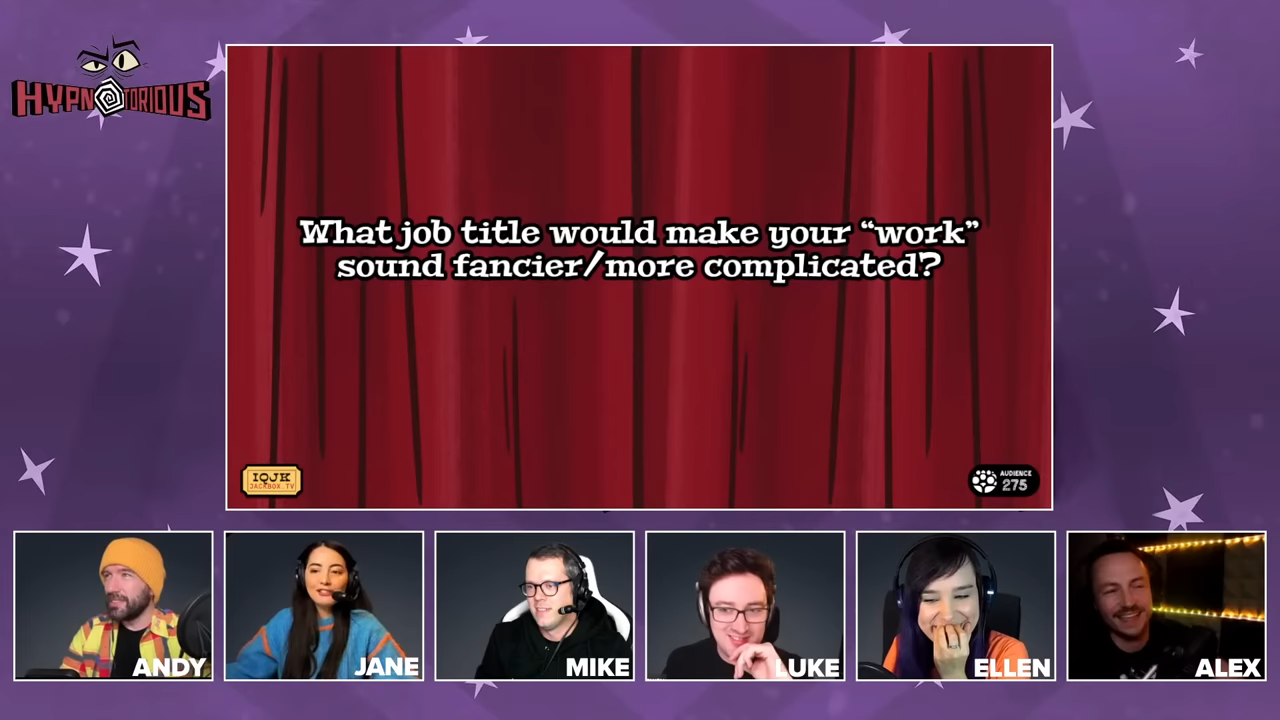 HYPNOTORIOUS
What job title would make your “work”
sound fancier/more complicated?
IQJK
JACKBOX.TV
AUDIENCE
275
ANDY
JANE
MIKE
LUKE
ELLEN
ALEX